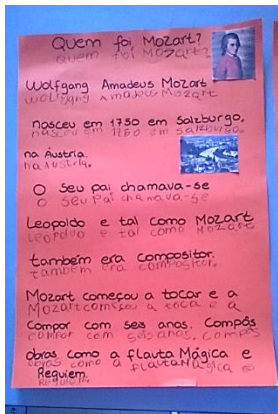 Quem foi Mozart?
Quem foi Mozart?
Wolfgang Amadeus Mozart
Wolfgang Amadeus Mozart
nasceu em 1750 em Salzburgo,
nasceu em 1760 em Salzburgo,
na Áustria.
na Austria.
O seu pai chamava-se
O seu Pai chamava-se
Leopoldo e tal como Mozart
Leopoldo e tal como Mozart
também era compositor.
também era compositor.
Mozart começou a tocar e a
Mozart começou a toca e a
compor com seis anos. Compôs
compor com seis anos. Compôs
obras como a flauta Mágica e
obras como a flauta Mágica e
Requiem.
Requiem